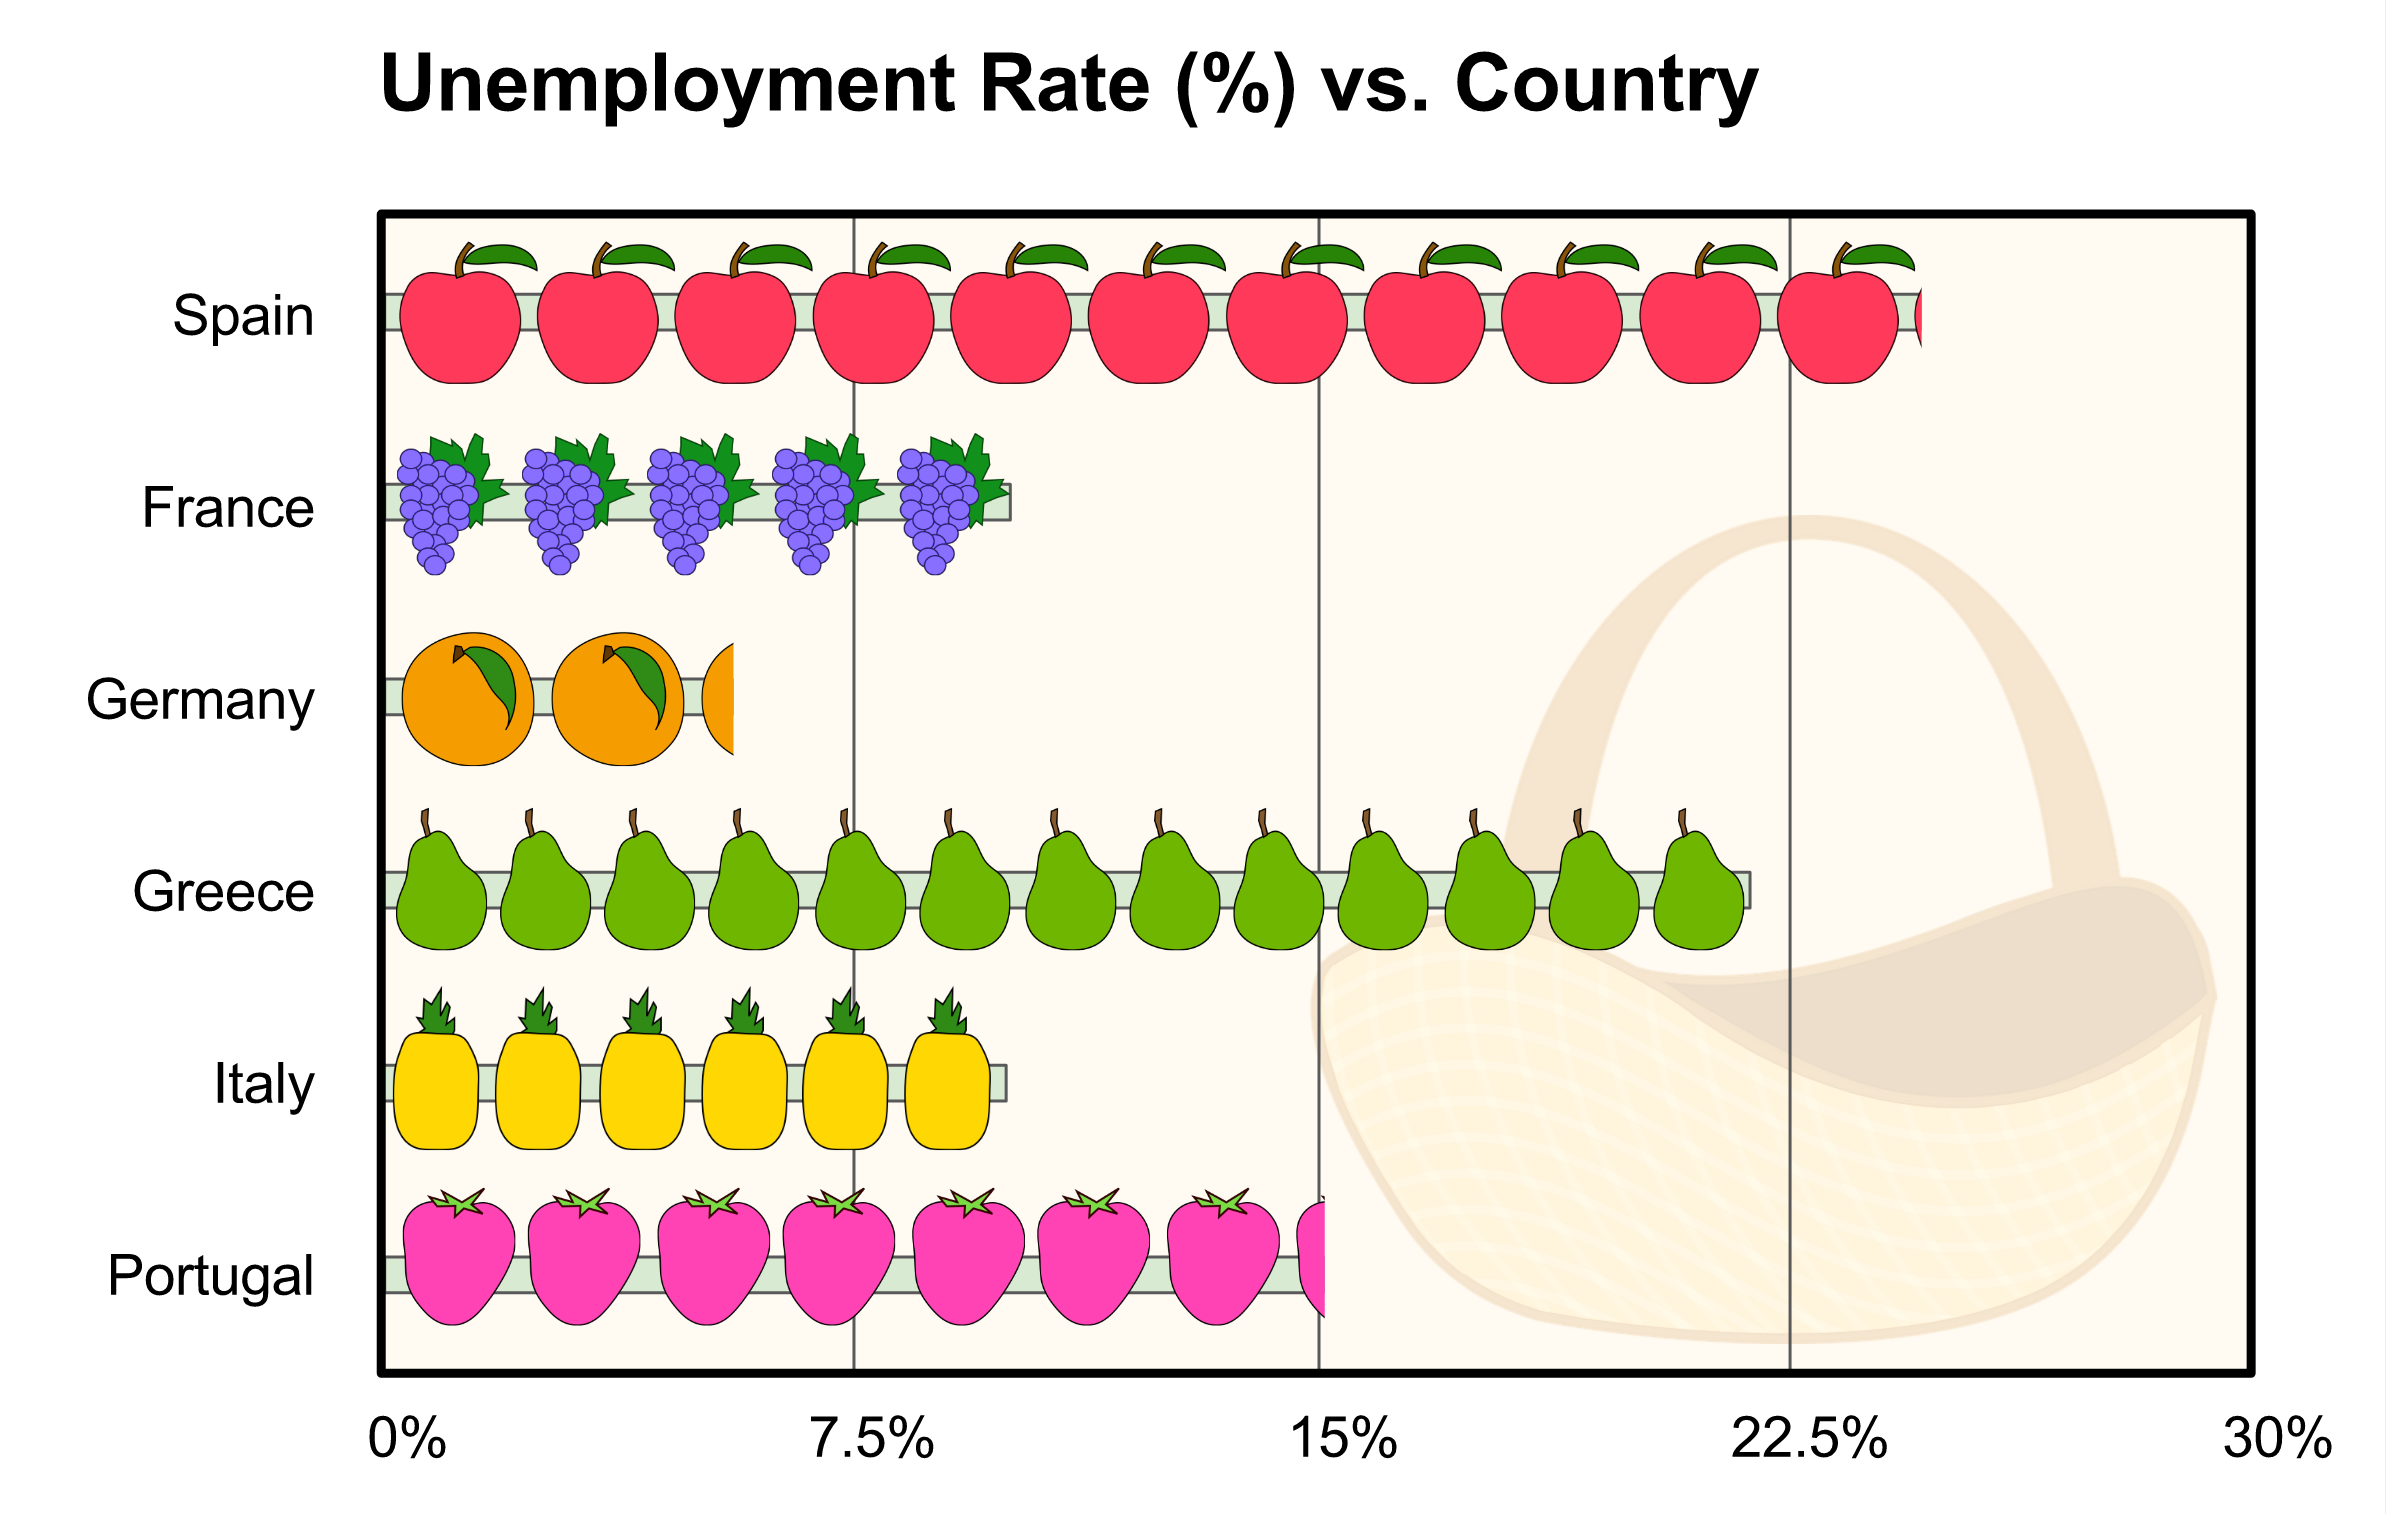 Unemployment Rate (%) vs. Country
Spain
France
Germany
Greece
Italy
Portugal
0% 7.5% 15% 22.5% 30%